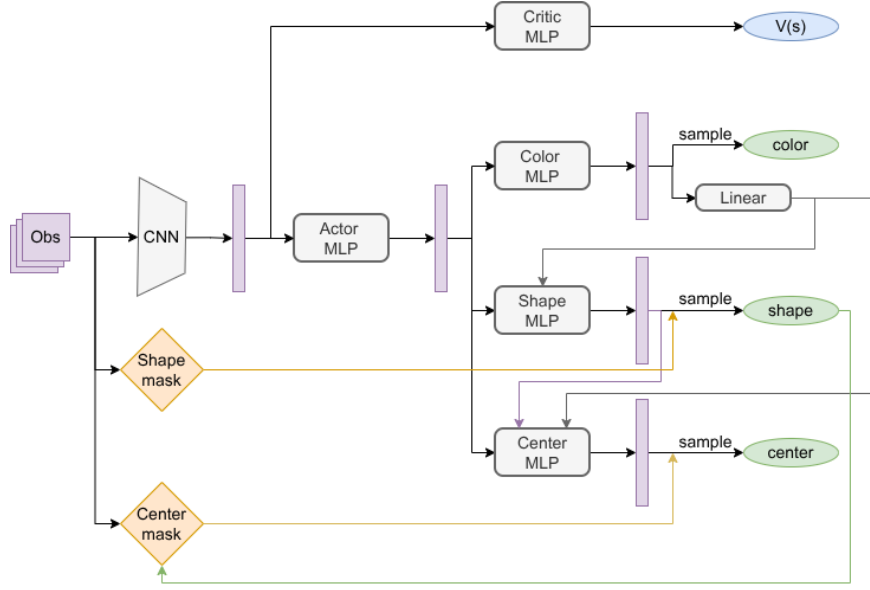 Critic
MLP
V(s)
sample
color
Color
MLP
Linear
Obs
CNN
Actor
MLP
Shape
MLP
sample
shape
Shape
mask
Center
MLP
sample
center
Center
mask